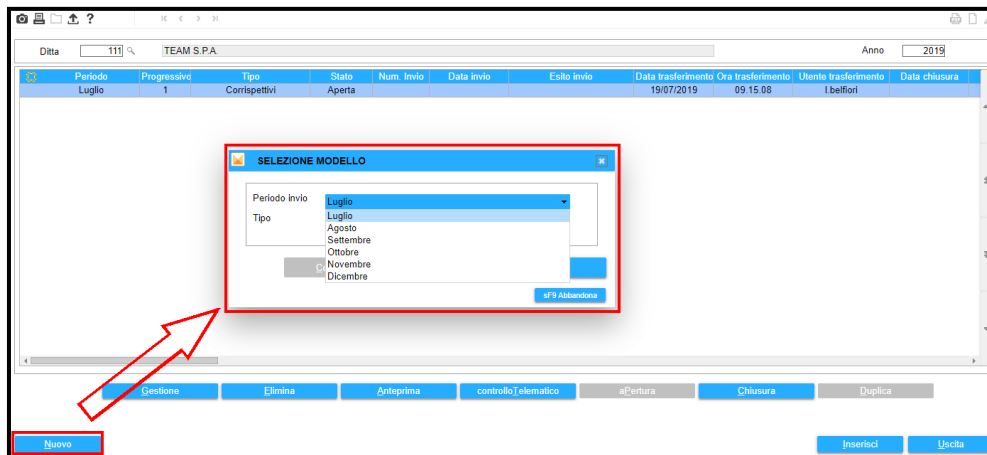 ?
Ditta 111 TEAM S.P.A. Anno 2019
Periodo Progressivo Tipo Stato Num. Invio Data invio Esito invio Data trasferimento Ora trasferimento Utente trasferimento Data chiusura
Luglio 1 Corrispettivi Aperta 19/07/2019 09.15.08 l.belfiori
SELEZIONE MODELLO
Periodo invio Luglio
Tipo
Luglio
Agosto
Settembre
Ottobre
Novembre
Dicembre
sF9 Abbandona
Gestione Elimina Anteprima controlloTelematico aPertura Chiusura Duplica
Nuovo Inserisci Uscita